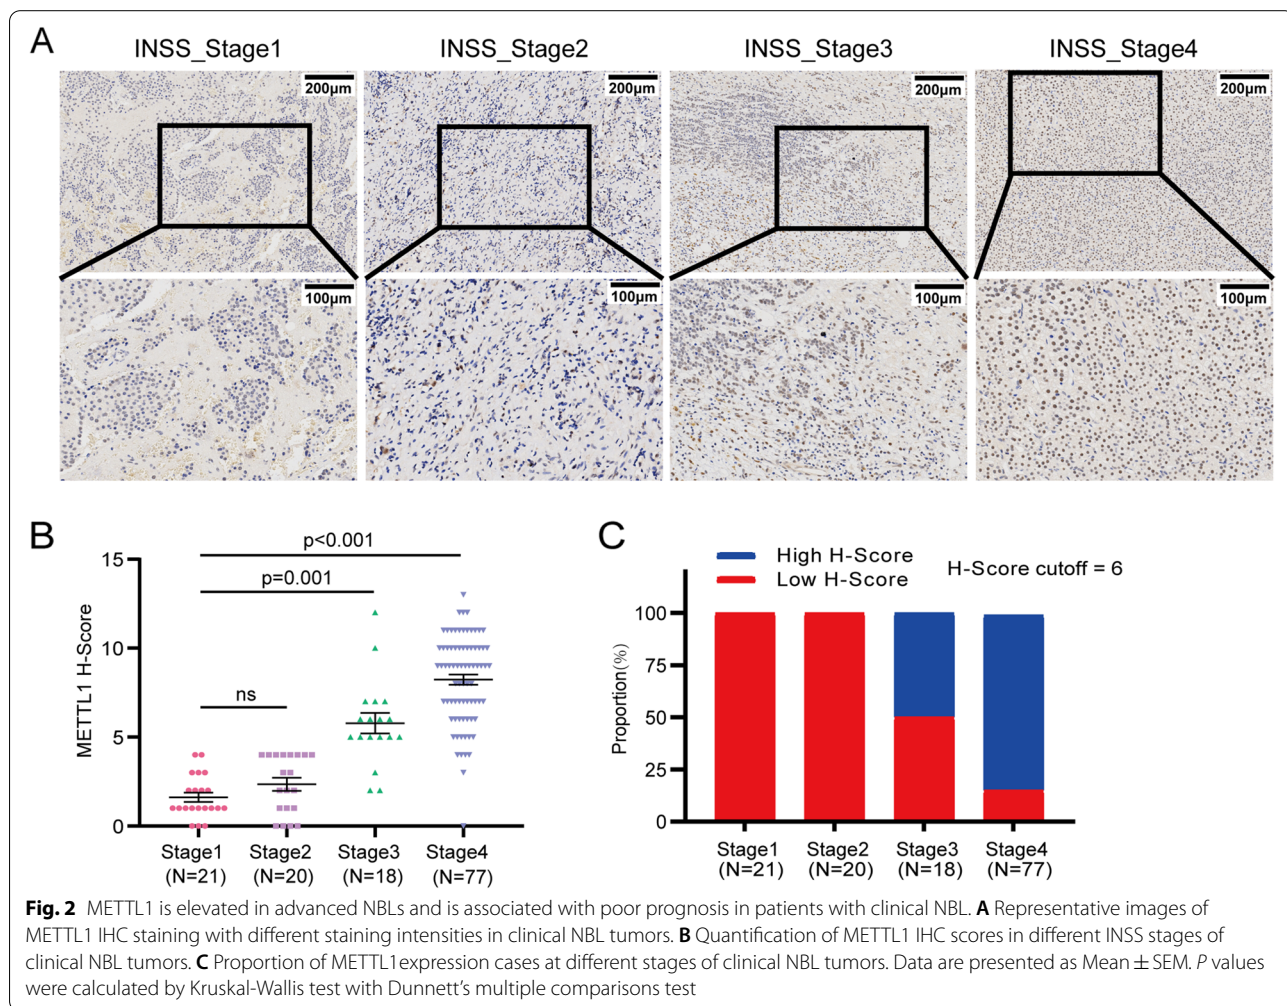 A
INSS_Stage1 INSS_Stage2 INSS_Stage3 INSS_Stage4
200μm 200μm 200μm 200μm
100μm 100μm 100μm 100μm
B
p<0.001
p=0.001
ns
METTL1 H-Score
15
10
5
0
Stage1 Stage2 Stage3 Stage4
(N=21) (N=20) (N=18) (N=77)
C
High H-Score
Low H-Score
H-Score cutoff = 6
Proportion(%)
100
75
50
25
0
Stage1 Stage2 Stage3 Stage4
(N=21) (N=20) (N=18) (N=77)
Fig. 2 METTL1 is elevated in advanced NBLs and is associated with poor prognosis in patients with clinical NBL. A Representative images of
METTL1 IHC staining with different staining intensities in clinical NBL tumors. B Quantification of METTL1 IHC scores in different INSS stages of
clinical NBL tumors. C Proportion of METTL1expression cases at different stages of clinical NBL tumors. Data are presented as Mean ± SEM. P values
were calculated by Kruskal-Wallis test with Dunnett's multiple comparisons test